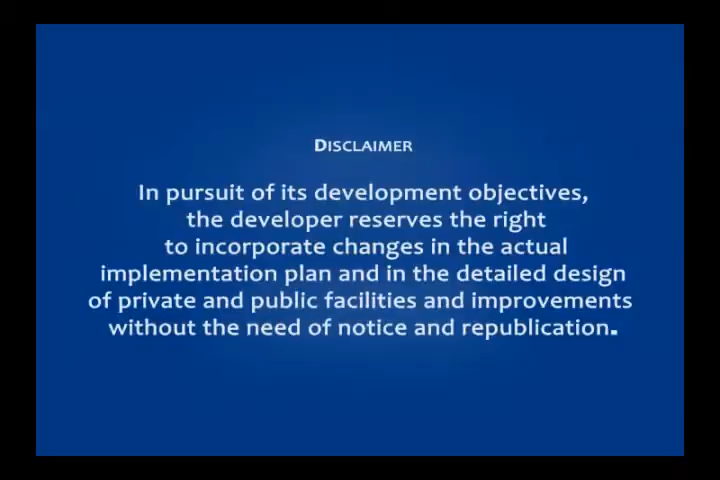 DISCLAIMER
In pursuit of its development objectives,
the developer reserves the right
to incorporate changes in the actual
implementation plan and in the detailed design
of private and public facilities and improvements
without the need of notice and republication.